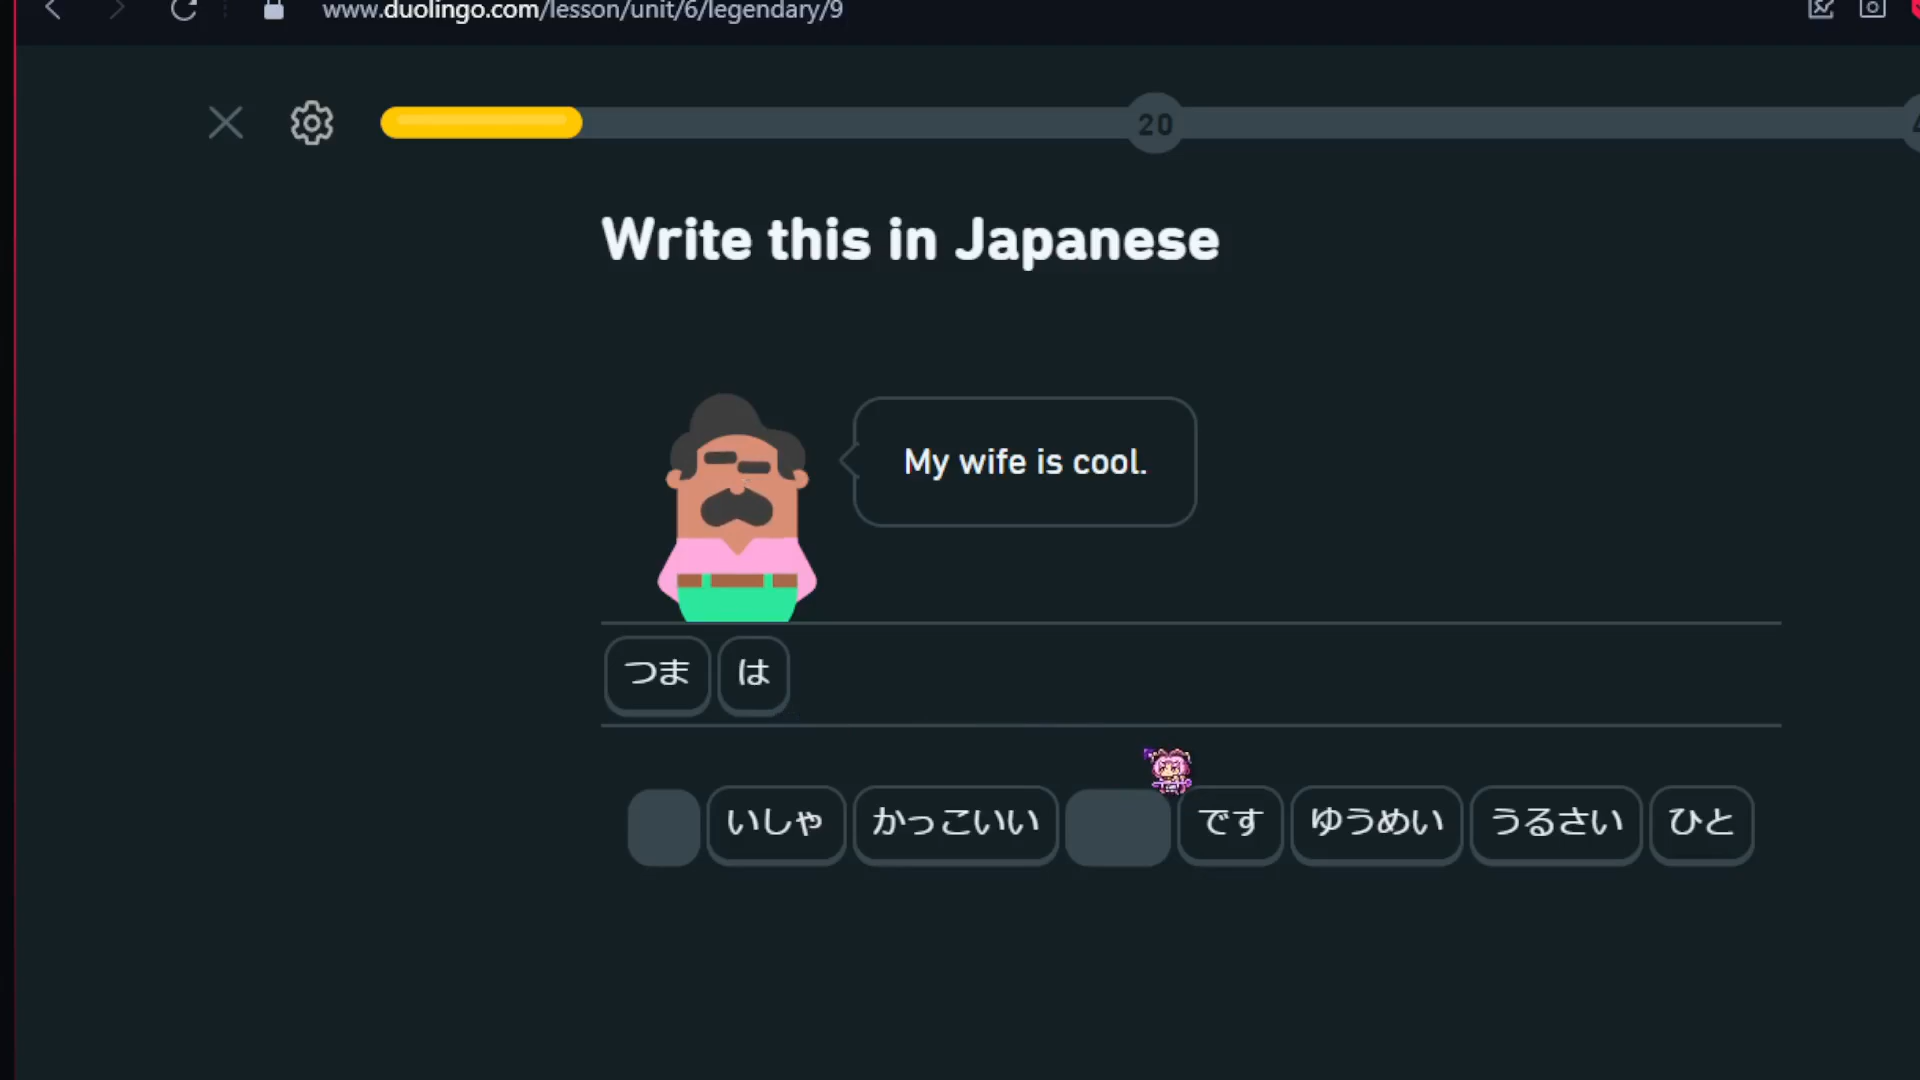 www.duolingo.com/lesson/unit/6/legendary/9
20
Write this in Japanese
My wife is cool.
つま は
いしゃ かっこいい です ゆうめい うるさい ひと